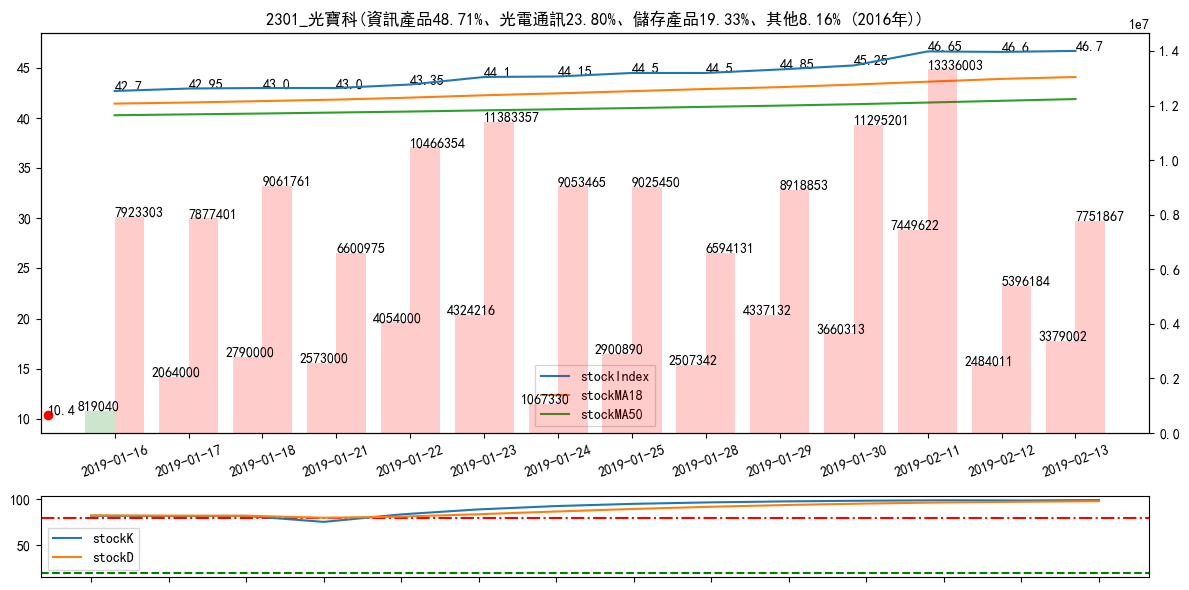 2301_光寶科(資訊產品48.71%、光電通訊23.80%、儲存產品19.33%、其他8.16% (2016年))
1e7
42.7 42.95 43.0 43.0 43.35 44.1 44.15 44.5 44.5 44.85 45.25 46.65 46.6 46.7
45 40 35 30 25 20 15 10
1.4 1.2 1.0 0.8 0.6 0.4 0.2 0.0
7923303 7877401 9061761 6600975 10466354 11383357 9053465 9025450 6594131 8918853 11295201 13336003 5396184 7751867
819040 2064000 2790000 2573000 4054000 4324216 1067330 2900890 2507342 4337132 3660313 7449622 2484011 3379002
10.4
stockIndex
stockMA18
stockMA50
2019-01-16 2019-01-17 2019-01-18 2019-01-21 2019-01-22 2019-01-23 2019-01-24 2019-01-25 2019-01-28 2019-01-29 2019-01-30 2019-02-11 2019-02-12 2019-02-13
100
50
stockK
stockD